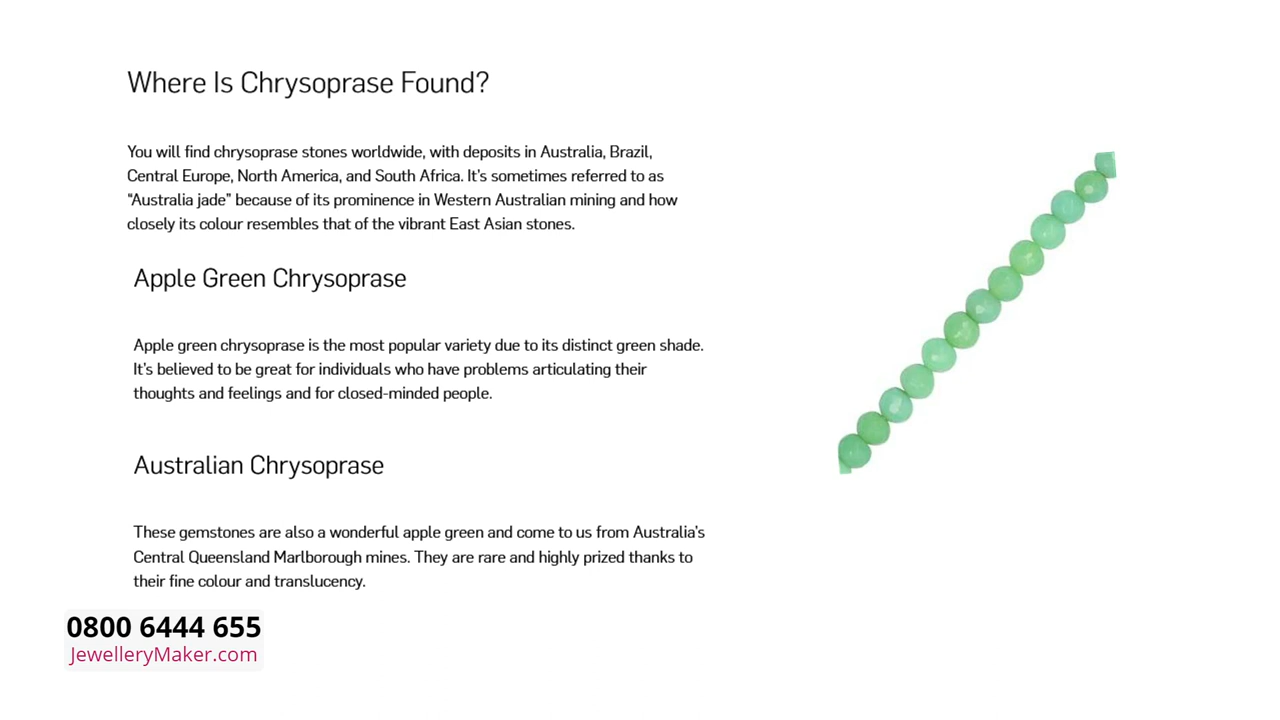 Where Is Chrysoprase Found?
You will find chrysoprase stones worldwide, with deposits in Australia, Brazil,
Central Europe, North America, and South Africa. It's sometimes referred to as
“Australia jade” because of its prominence in Western Australian mining and how
closely its colour resembles that of the vibrant East Asian stones.
Apple Green Chrysoprase
Apple green chrysoprase is the most popular variety due to its distinct green shade.
It's believed to be great for individuals who have problems articulating their
thoughts and feelings and for closed-minded people.
Australian Chrysoprase
These gemstones are also a wonderful apple green and come to us from Australia's
Central Queensland Marlborough mines. They are rare and highly prized thanks to
their fine colour and translucency.
0800 6444 655
JewelleryMaker.com